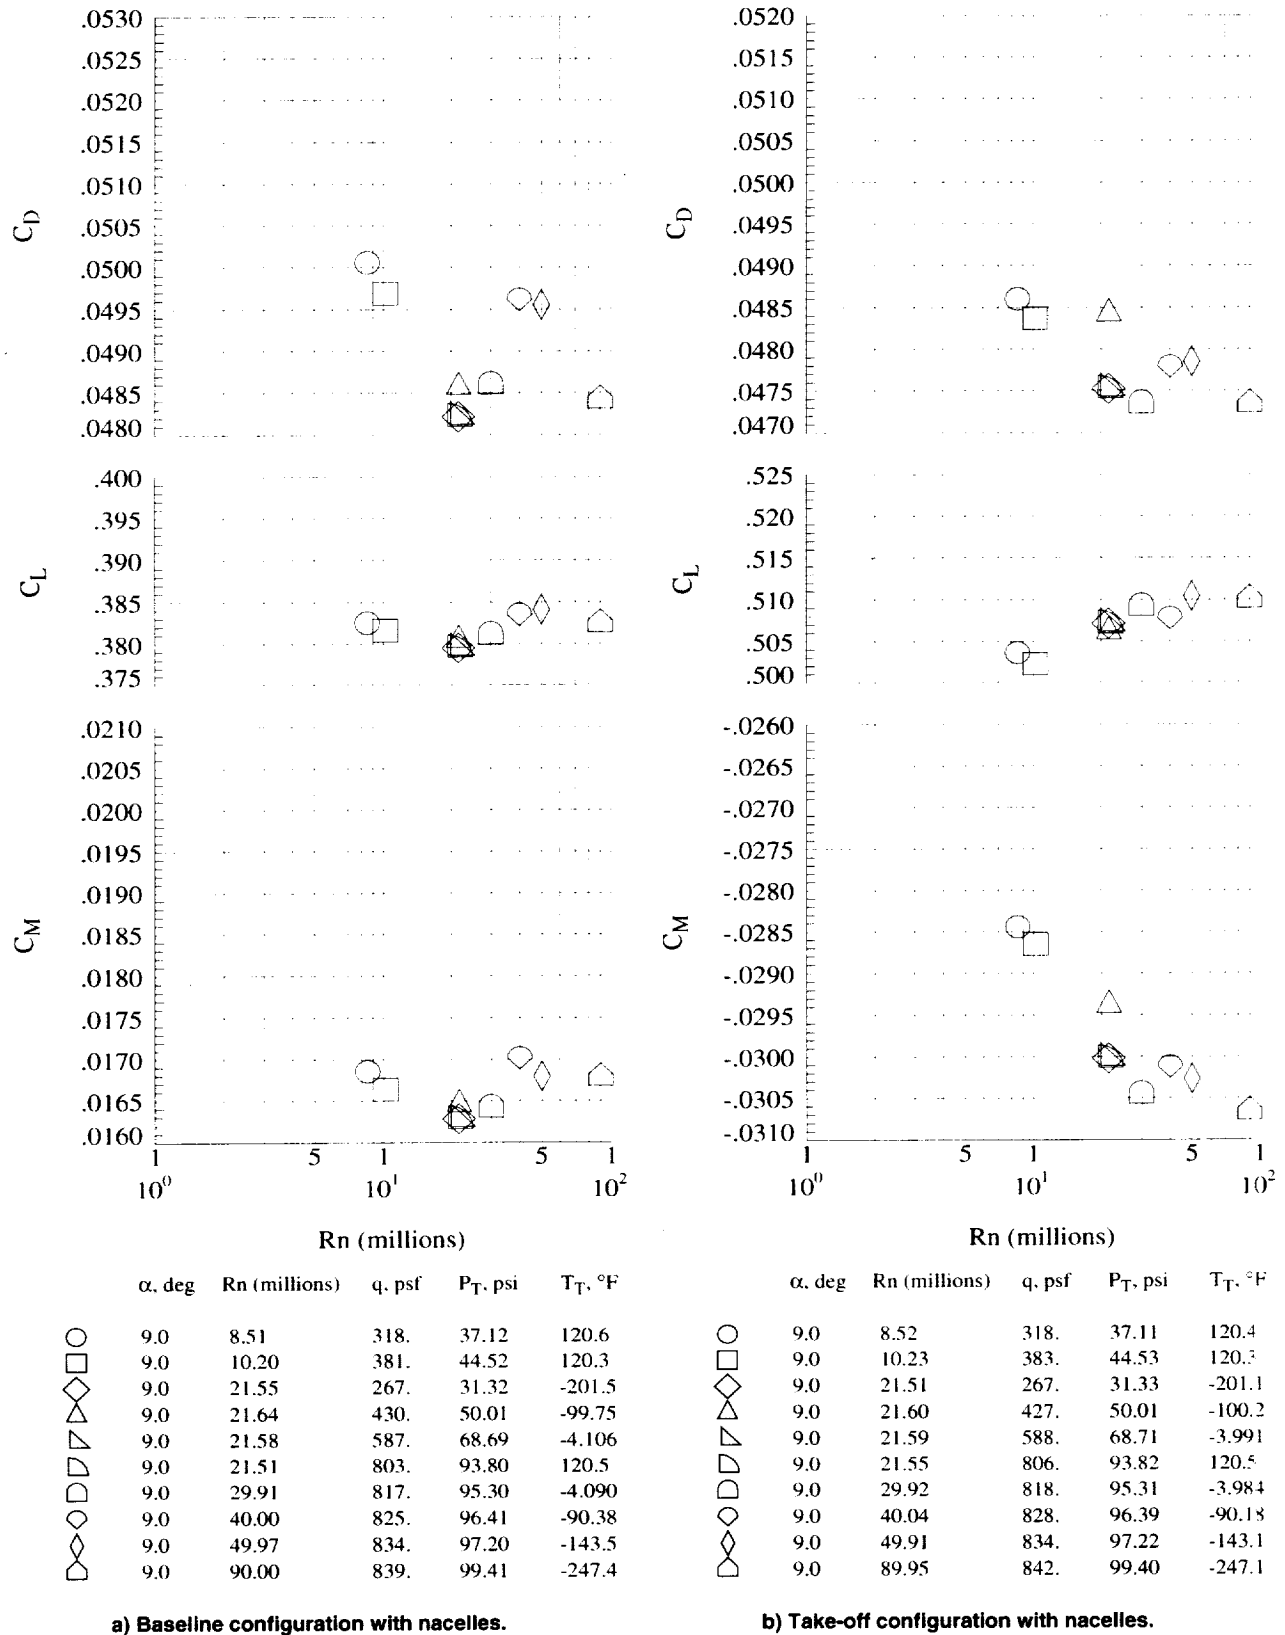 .0530
.0525
.0520
.0515
.0510
.0505
.0500
.0495
.0490
.0485
.0480
C_D
.400
.395
.390
.385
.380
.375
C_L
.0210
.0205
.0200
.0195
.0190
.0185
.0180
.0175
.0170
.0165
.0160
C_M
1 5 1 5 1
10^0 10^1 10^2
Rn (millions)
α, deg Rn (millions) q, psf P_T, psi T_T, °F
9.0 8.51 318. 37.12 120.6
9.0 10.20 381. 44.52 120.3
9.0 21.55 267. 31.32 -201.5
9.0 21.64 430. 50.01 -99.75
9.0 21.58 587. 68.69 -4.106
9.0 21.51 803. 93.80 120.5
9.0 29.91 817. 95.30 -4.090
9.0 40.00 825. 96.41 -90.38
9.0 49.97 834. 97.20 -143.5
9.0 90.00 839. 99.41 -247.4
a) Baseline configuration with nacelles.
.0520
.0515
.0510
.0505
.0500
.0495
.0490
.0485
.0480
.0475
.0470
C_D
.525
.520
.515
.510
.505
.500
C_L
-.0260
-.0265
-.0270
-.0275
-.0280
-.0285
-.0290
-.0295
-.0300
-.0305
-.0310
C_M
1 5 1 5 1
10^0 10^1 10^2
Rn (millions)
α, deg Rn (millions) q, psf P_T, psi T_T, °F
9.0 8.52 318. 37.11 120.4
9.0 10.23 383. 44.53 120.3
9.0 21.51 267. 31.33 -201.1
9.0 21.60 427. 50.01 -100.2
9.0 21.59 588. 68.71 -3.991
9.0 21.55 806. 93.82 120.5
9.0 29.92 818. 95.31 -3.984
9.0 40.04 828. 96.39 -90.18
9.0 49.91 834. 97.22 -143.1
9.0 89.95 842. 99.40 -247.1
b) Take-off configuration with nacelles.